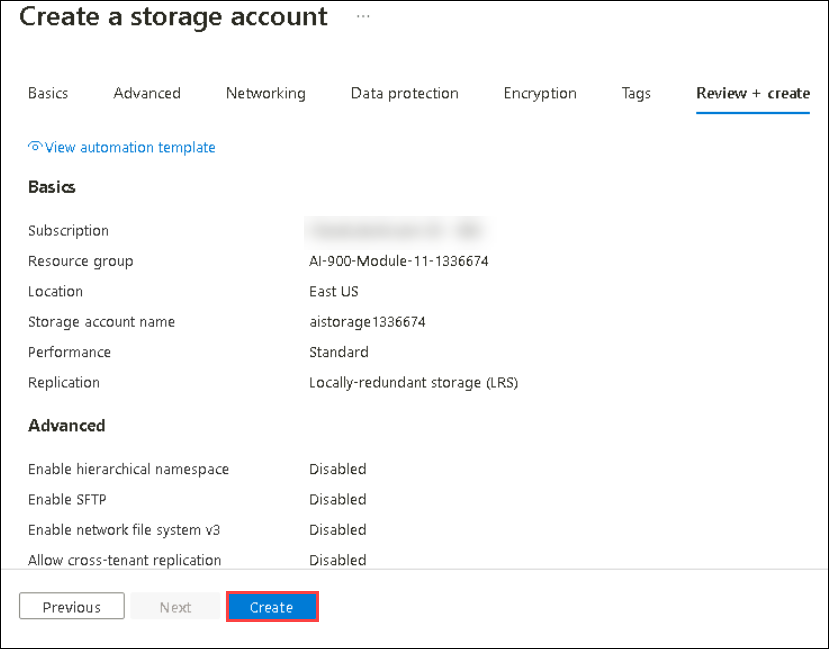 Create a storage account ...
Basics Advanced Networking Data protection Encryption Tags Review + create
View automation template
Basics
Subscription
Resource group AI-900-Module-11-1336674
Location East US
Storage account name aistorage1336674
Performance Standard
Replication Locally-redundant storage (LRS)
Advanced
Enable hierarchical namespace Disabled
Enable SFTP Disabled
Enable network file system v3 Disabled
Allow cross-tenant replication Disabled
Previous Next Create